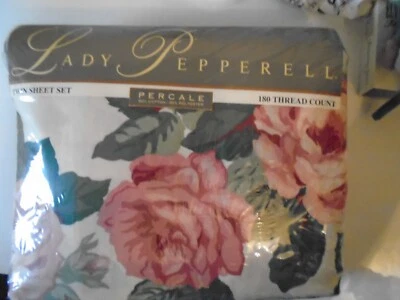 LADY PEPPERELL
SHEET SET
PERCALE
180 THREAD COUNT